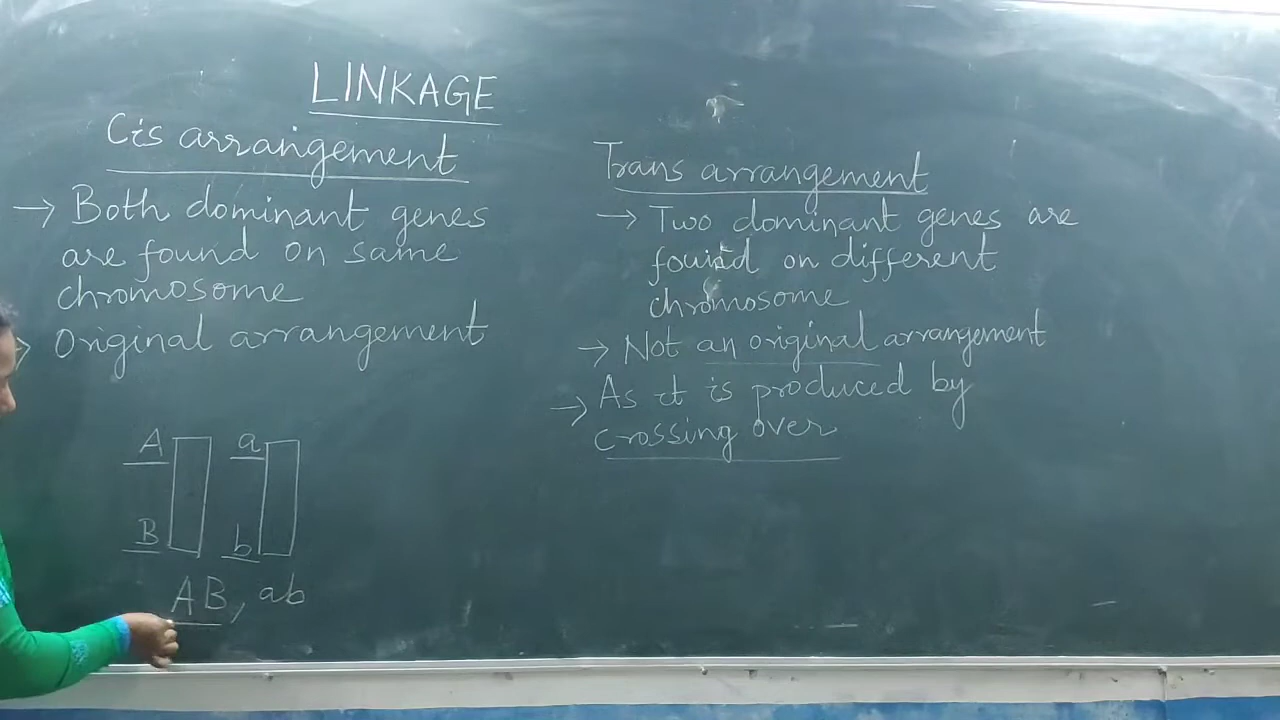 LINKAGE
Cis arrangement
→ Both dominant genes
are found on same
chromosome
→ Original arrangement
A a
B b
AB, ab
Trans arrangement
→ Two dominant genes are
found on different
chromosome
→ Not an original arrangement
→ As it is produced by
crossing over